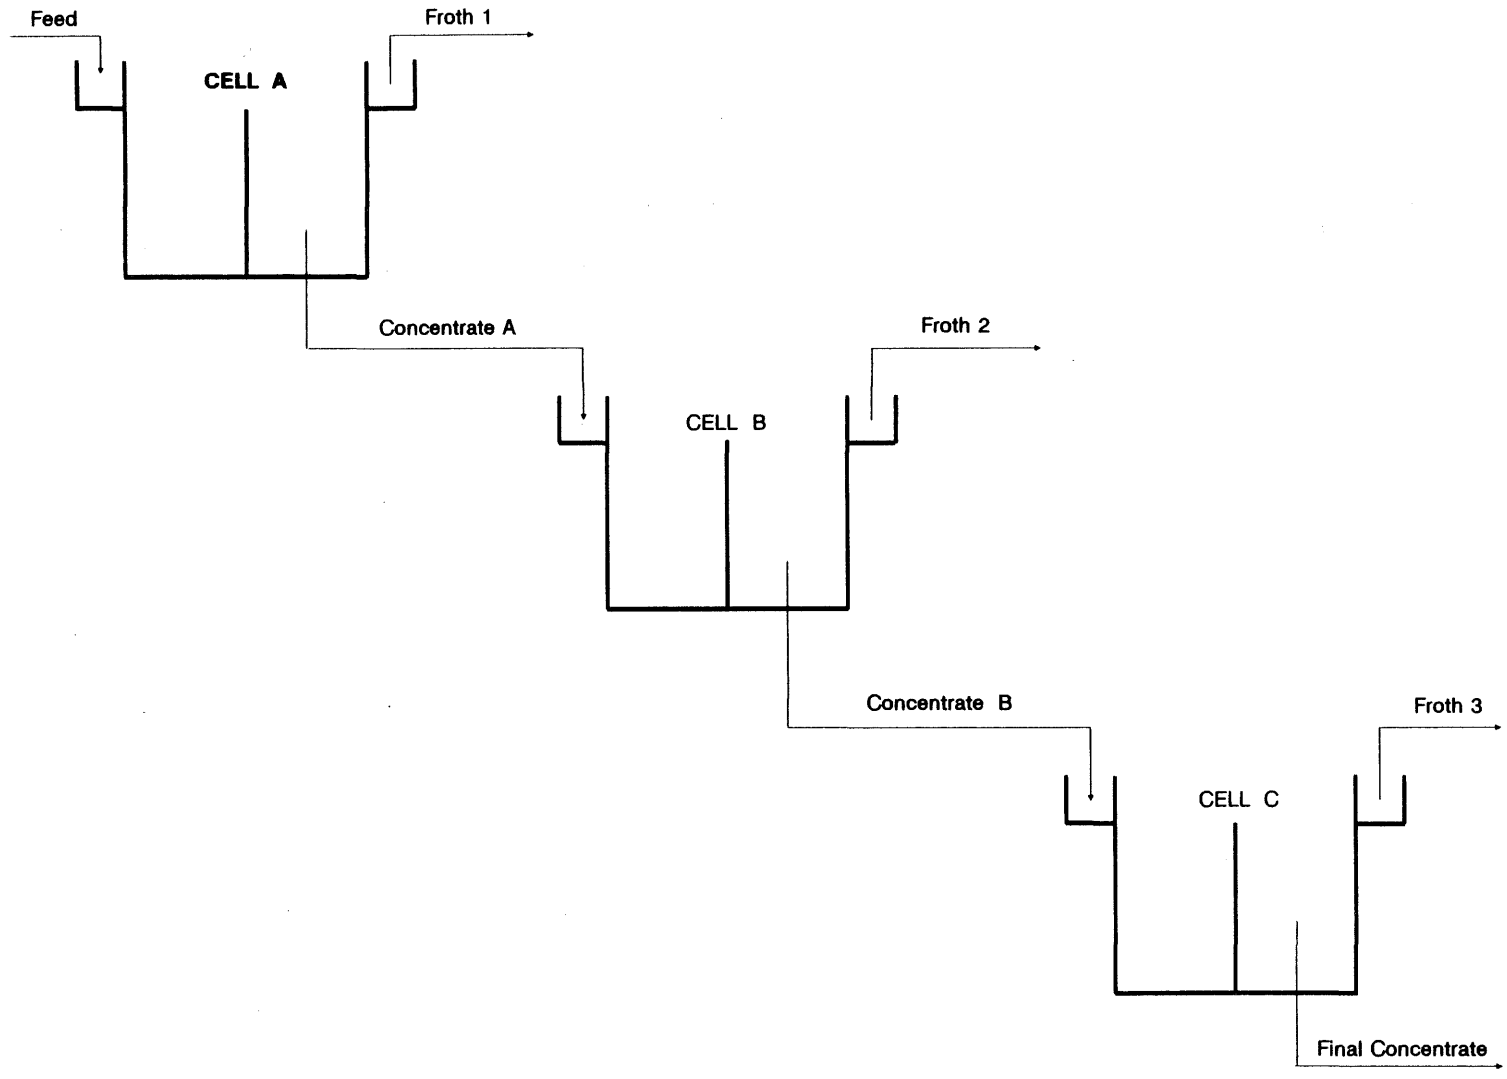 Feed
Froth 1
CELL A
Concentrate A
Froth 2
CELL B
Concentrate B
Froth 3
CELL C
Final Concentrate